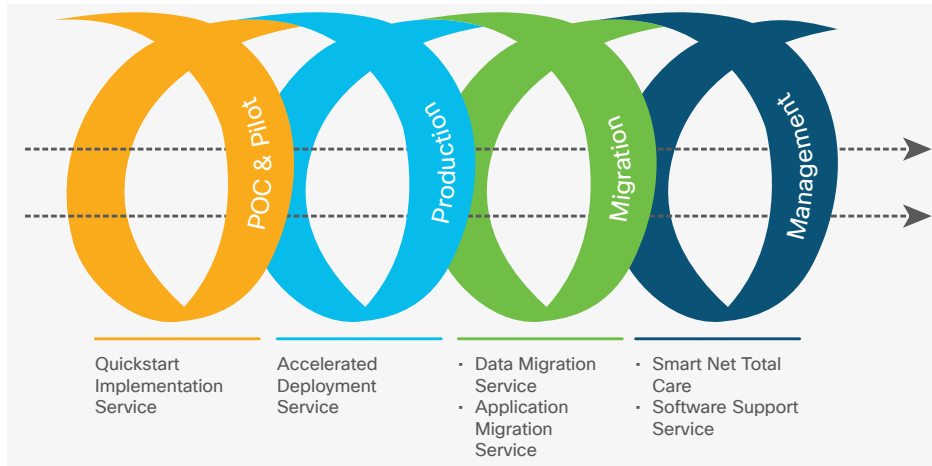 POC & Pilot
Production
Migration
Management
Quickstart
Implementation
Service
Accelerated
Deployment
Service
· Data Migration
Service
· Application
Migration
Service
· Smart Net Total
Care
· Software Support
Service